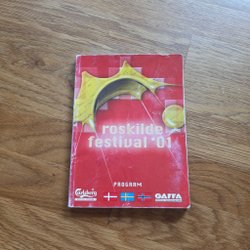 roskilde
festival '01
PROGRAM
Carlsberg
GAFFA